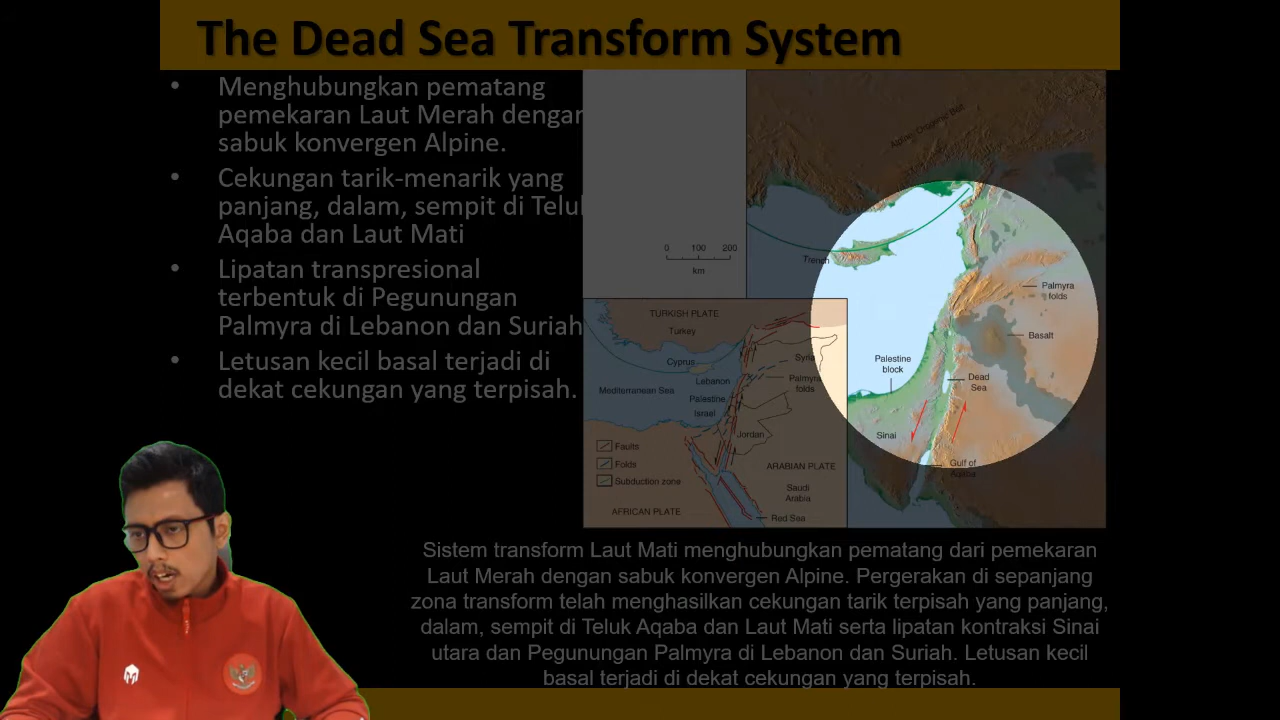 The Dead Sea Transform System
• Menghubungkan pematang
pemekaran Laut Merah dengan
sabuk konvergen Alpine.
• Cekungan tarik-menarik yang
panjang, dalam, sempit di Teluk
Aqaba dan Laut Mati
• Lipatan transpresional
terbentuk di Pegunungan
Palmyra di Lebanon dan Suriah
• Letusan kecil basal terjadi di
dekat cekungan yang terpisah.
Alpine Orogenic Belt
0 100 200
km
Trench
Palmyra
folds
Basalt
Palestine
block
Dead
Sea
Sinai
Gulf of
Aqaba
TURKISH PLATE
Turkey
Cyprus
Syria
Lebanon
Palmyra
folds
Mediterranean Sea
Palestine
Israel
Jordan
Faults
Folds
Subduction zone
ARABIAN PLATE
Saudi
Arabia
AFRICAN PLATE
Red Sea
Sistem transform Laut Mati menghubungkan pematang dari pemekaran
Laut Merah dengan sabuk konvergen Alpine. Pergerakan di sepanjang
zona transform telah menghasilkan cekungan tarik terpisah yang panjang,
dalam, sempit di Teluk Aqaba dan Laut Mati serta lipatan kontraksi Sinai
utara dan Pegunungan Palmyra di Lebanon dan Suriah. Letusan kecil
basal terjadi di dekat cekungan yang terpisah.